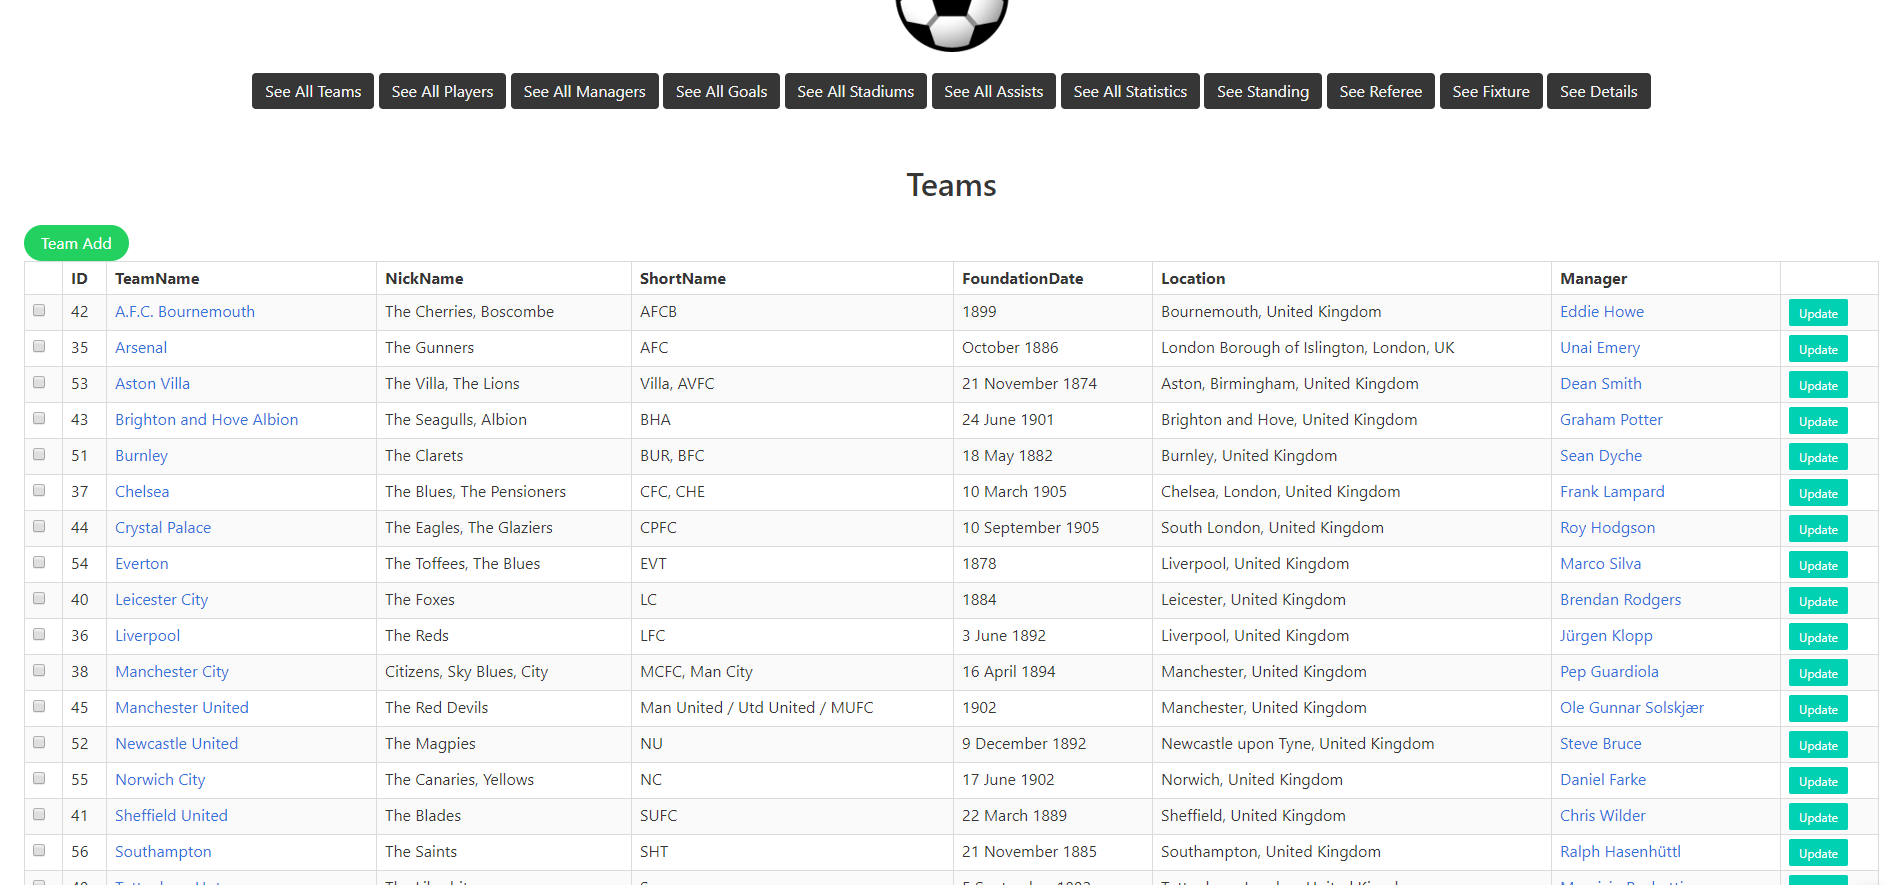 See All Teams See All Players See All Managers See All Goals See All Stadiums See All Assists See All Statistics See Standing See Referee See Fixture See Details
Teams
Team Add
ID TeamName NickName ShortName FoundationDate Location Manager
42 A.F.C. Bournemouth The Cherries, Boscombe AFCB 1899 Bournemouth, United Kingdom Eddie Howe Update
35 Arsenal The Gunners AFC October 1886 London Borough of Islington, London, UK Unai Emery Update
53 Aston Villa The Villa, The Lions Villa, AVFC 21 November 1874 Aston, Birmingham, United Kingdom Dean Smith Update
43 Brighton and Hove Albion The Seagulls, Albion BHA 24 June 1901 Brighton and Hove, United Kingdom Graham Potter Update
51 Burnley The Clarets BUR, BFC 18 May 1882 Burnley, United Kingdom Sean Dyche Update
37 Chelsea The Blues, The Pensioners CFC, CHE 10 March 1905 Chelsea, London, United Kingdom Frank Lampard Update
44 Crystal Palace The Eagles, The Glaziers CPFC 10 September 1905 South London, United Kingdom Roy Hodgson Update
54 Everton The Toffees, The Blues EVT 1878 Liverpool, United Kingdom Marco Silva Update
40 Leicester City The Foxes LC 1884 Leicester, United Kingdom Brendan Rodgers Update
36 Liverpool The Reds LFC 3 June 1892 Liverpool, United Kingdom Jürgen Klopp Update
38 Manchester City Citizens, Sky Blues, City MCFC, Man City 16 April 1894 Manchester, United Kingdom Pep Guardiola Update
45 Manchester United The Red Devils Man United / Utd United / MUFC 1902 Manchester, United Kingdom Ole Gunnar Solskjær Update
52 Newcastle United The Magpies NU 9 December 1892 Newcastle upon Tyne, United Kingdom Steve Bruce Update
55 Norwich City The Canaries, Yellows NC 17 June 1902 Norwich, United Kingdom Daniel Farke Update
41 Sheffield United The Blades SUFC 22 March 1889 Sheffield, United Kingdom Chris Wilder Update
56 Southampton The Saints SHT 21 November 1885 Southampton, United Kingdom Ralph Hasenhüttl Update